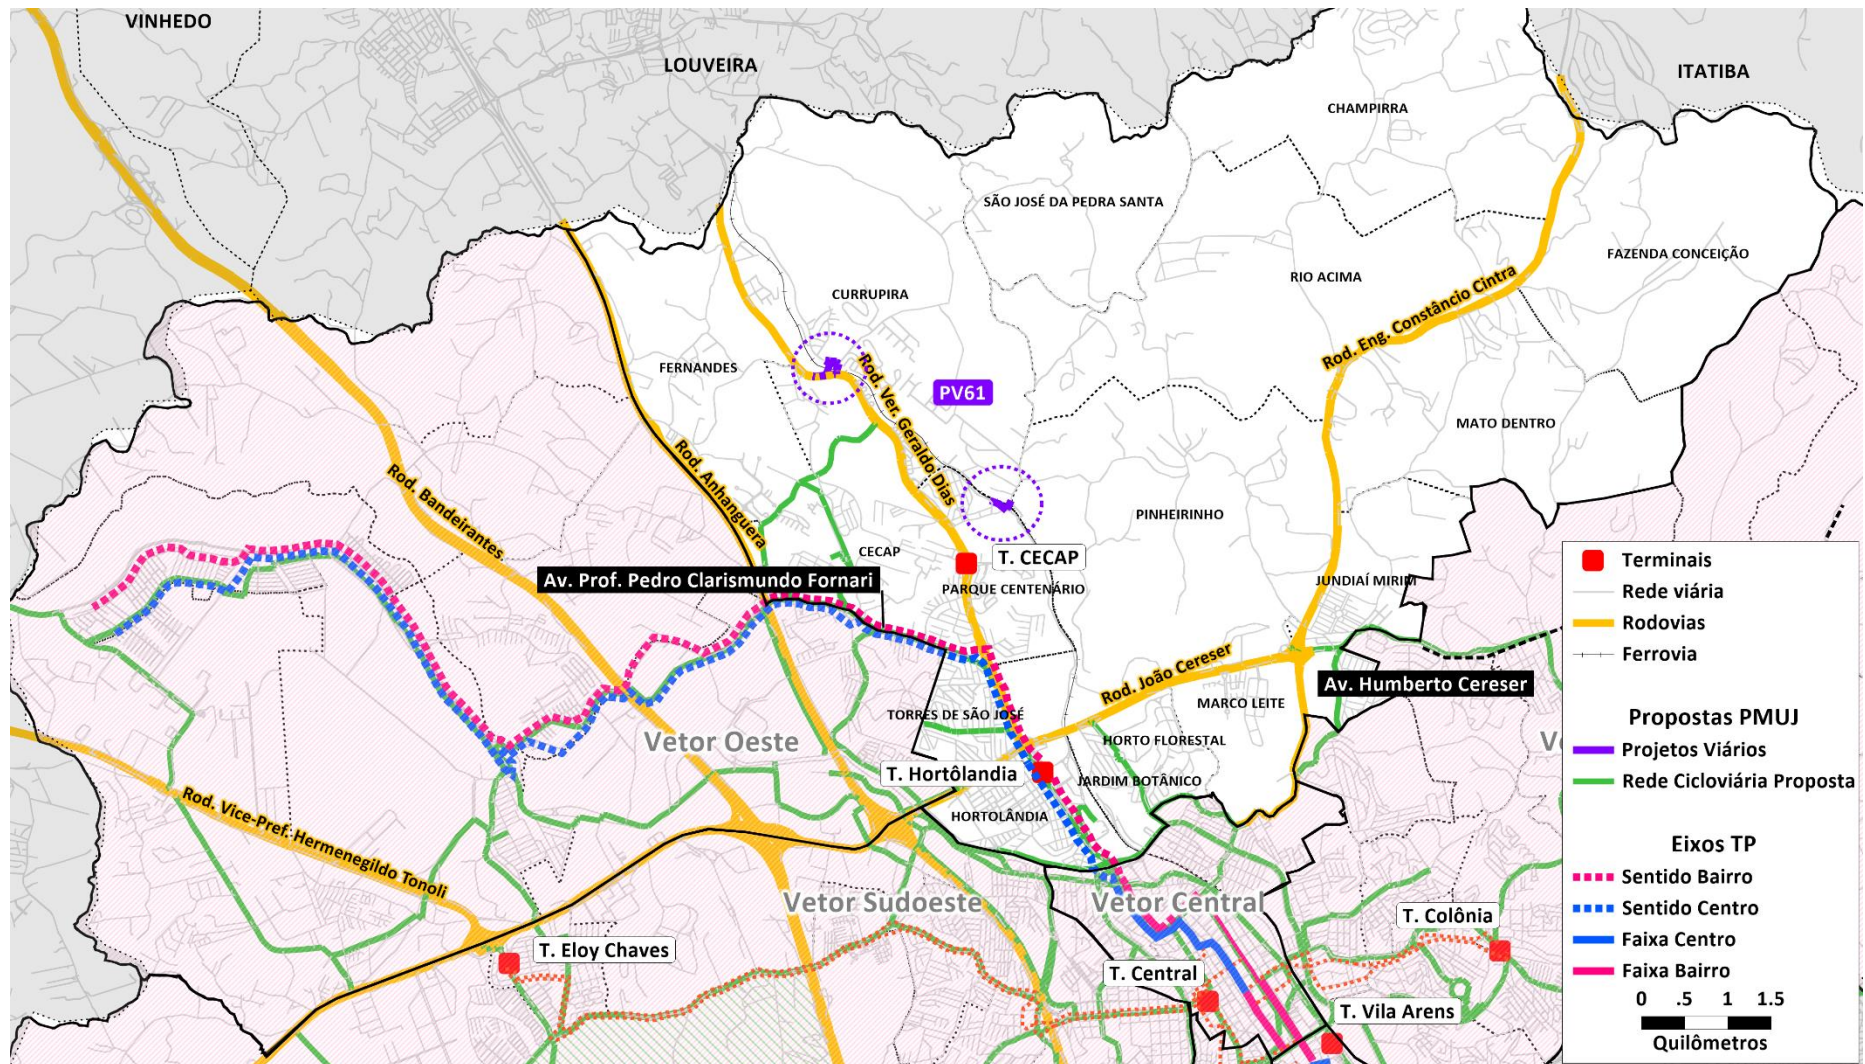 VINHEDO
LOUVEIRA
ITATIBA
CHAMPIRRA
SÃO JOSÉ DA PEDRA SANTA
FAZENDA CONCEIÇÃO
RIO ACIMA
CURRUPIRA
Rod. Eng. Constâncio Cintra
FERNANDES
Rod. Ver. Geraldo Dias
PV61
MATO DENTRO
Rod. Anhanguera
Rod. Bandeirantes
PINHEIRINHO
CECAP
T. CECAP
Av. Prof. Pedro Clarismundo Fornari
PARQUE CENTENÁRIO
JUNDIAÍ MIRIM
Rod. João Cereser
Av. Humberto Cereser
MARCO LEITE
TORRES DE SÃO JOSÉ
Vetor Oeste
HORTO FLORESTAL
T. Hortôlandia
JARDIM BOTÂNICO
HORTOLÂNDIA
Rod. Vice-Pref. Hermenegildo Tonoli
Vetor Sudoeste
Vetor Central
T. Colônia
T. Eloy Chaves
T. Central
T. Vila Arens
Terminais
Rede viária
Rodovias
Ferrovia
Propostas PMUJ
Projetos Viários
Rede Cicloviária Proposta
Eixos TP
Sentido Bairro
Sentido Centro
Faixa Centro
Faixa Bairro
0 .5 1 1.5
Quilômetros